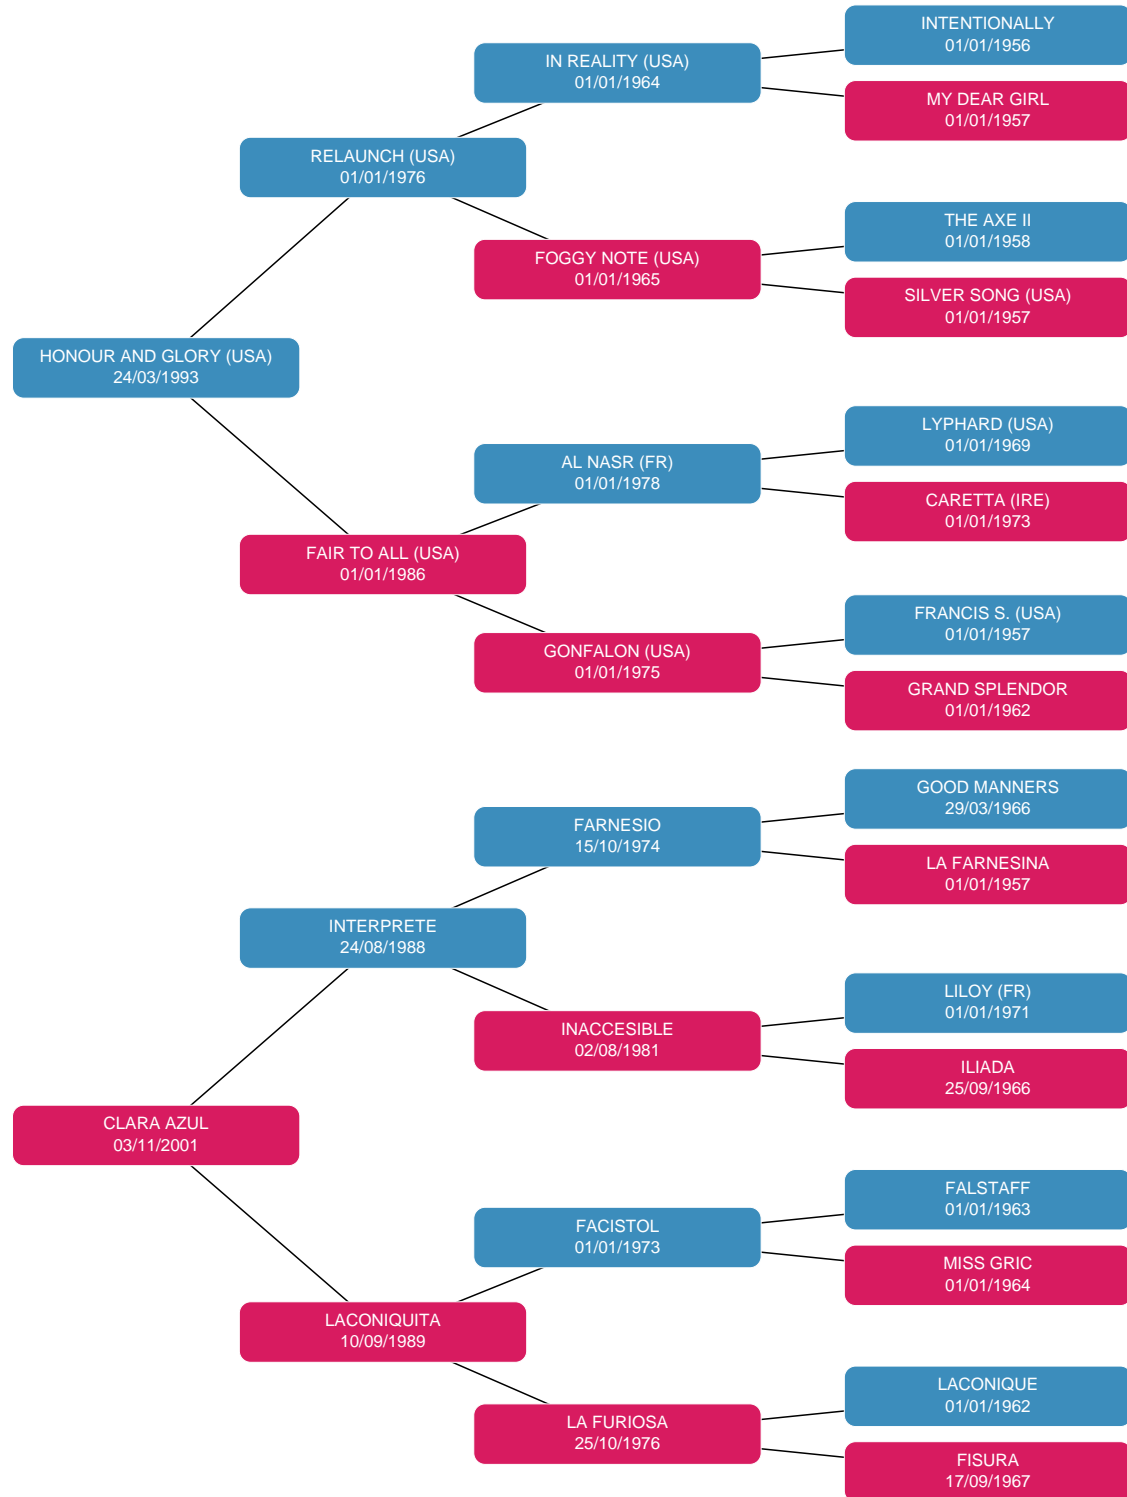 INTENTIONALLY
01/01/1956
IN REALITY (USA)
01/01/1964
MY DEAR GIRL
01/01/1957
RELAUNCH (USA)
01/01/1976
THE AXE II
01/01/1958
FOGGY NOTE (USA)
01/01/1965
SILVER SONG (USA)
01/01/1957
HONOUR AND GLORY (USA)
24/03/1993
LYPHARD (USA)
01/01/1969
AL NASR (FR)
01/01/1978
CARETTA (IRE)
01/01/1973
FAIR TO ALL (USA)
01/01/1986
FRANCIS S. (USA)
01/01/1957
GONFALON (USA)
01/01/1975
GRAND SPLENDOR
01/01/1962
GOOD MANNERS
29/03/1966
FARNESIO
15/10/1974
LA FARNESINA
01/01/1957
INTERPRETE
24/08/1988
LILOY (FR)
01/01/1971
INACCESIBLE
02/08/1981
ILIADA
25/09/1966
CLARA AZUL
03/11/2001
FALSTAFF
01/01/1963
FACISTOL
01/01/1973
MISS GRIC
01/01/1964
LACONIQUITA
10/09/1989
LACONIQUE
01/01/1962
LA FURIOSA
25/10/1976
FISURA
17/09/1967